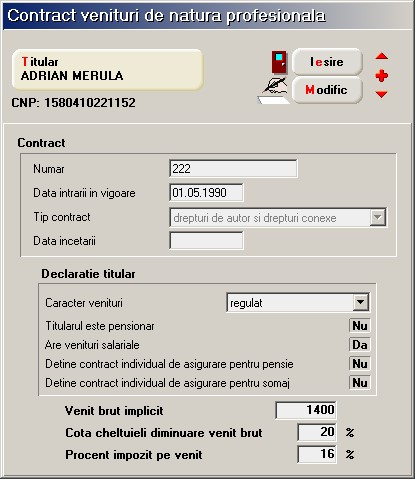 Contract venituri de natura profesionala
Titular
ADRIAN MERULA
Iesire
Modific
CNP: 1580410221152
Contract
Numar 222
Data intrarii in vigoare 01.05.1990
Tip contract drepturi de autor si drepturi conexe
Data incetarii
Declaratie titular
Caracter venituri regulat
Titularul este pensionar Nu
Are venituri salariale Da
Detine contract individual de asigurare pentru pensie Nu
Detine contract individual de asigurare pentru somaj Nu
Venit brut implicit 1400
Cota cheltuieli diminuare venit brut 20 %
Procent impozit pe venit 16 %